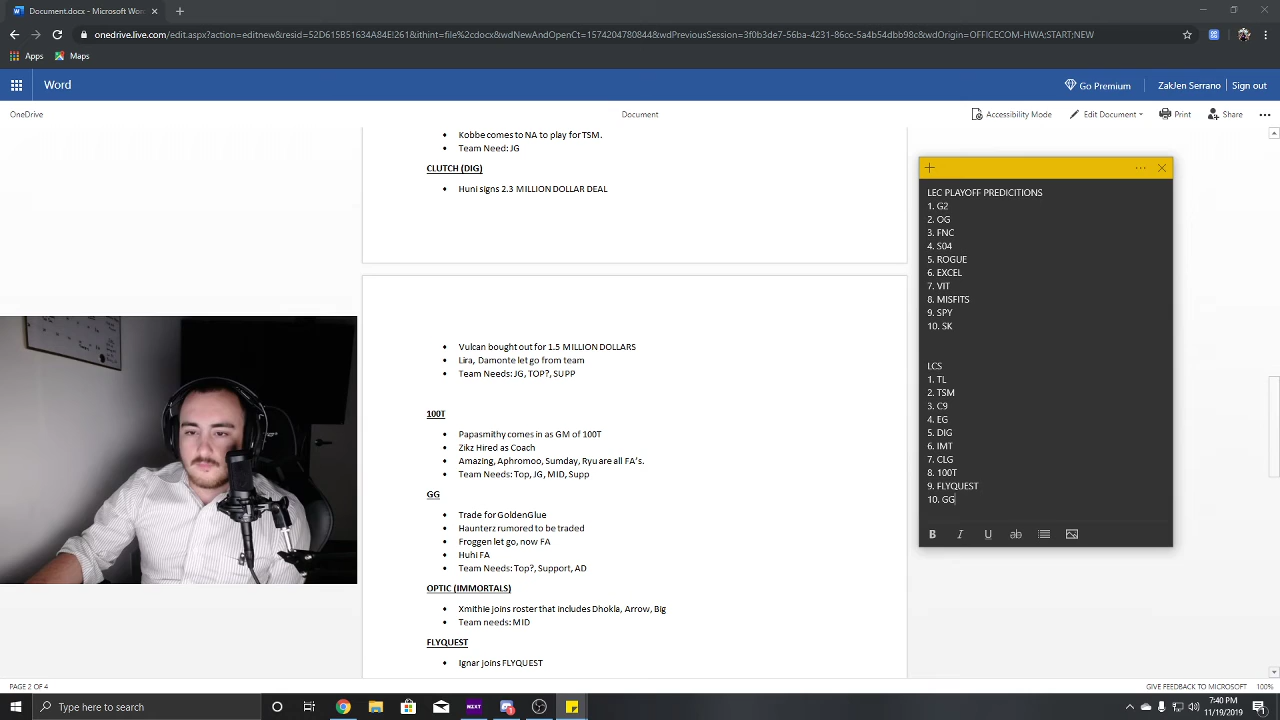 Document.docx - Microsoft Wor
onedrive.live.com/edit.aspx?action=editnew&resid=52D615B51634A84E!261&ithint=file%2cdocx&wdNewAndOpenCt=1574204780844&wdPreviousSession=3f0b3de7-56ba-4231-86cc-5a4b54dbb98c&wdOrigin=OFFICECOM-HWA;START;NEW
Apps Maps
Word Go Premium ZakJen Serrano Sign out
OneDrive Document Accessibility Mode Edit Document Print Share
• Kobbe comes to NA to play for TSM.
• Team Need: JG
CLUTCH (DIG)
• Huni signs 2.3 MILLION DOLLAR DEAL
• Vulcan bought out for 1.5 MILLION DOLLARS
• Lira, Damonte let go from team
• Team Needs: JG, TOP?, SUPP
100T
• Papasmithy comes in as GM of 100T
• Zikz Hired as Coach
• Amazing, Aphromoo, Sumday, Ryu are all FA's.
• Team Needs: Top, JG, MID, Supp
GG
• Trade for GoldenGlue
• Haunterz rumored to be traded
• Froggen let go, now FA
• Huhi FA
• Team Needs: Top?, Support, AD
OPTIC (IMMORTALS)
• Xmithie joins roster that includes Dhokla, Arrow, Big
• Team needs: MID
FLYQUEST
• Ignar joins FLYQUEST
LEC PLAYOFF PREDICITIONS
1. G2
2. OG
3. FNC
4. S04
5. ROGUE
6. EXCEL
7. VIT
8. MISFITS
9. SPY
10. SK
LCS
1. TL
2. TSM
3. C9
4. EG
5. DIG
6. IMT
7. CLG
8. 100T
9. FLYQUEST
10. GG
B I U ab
PAGE 2 OF 4 GIVE FEEDBACK TO MICROSOFT 100%
Type here to search
7:40 PM
11/19/2019